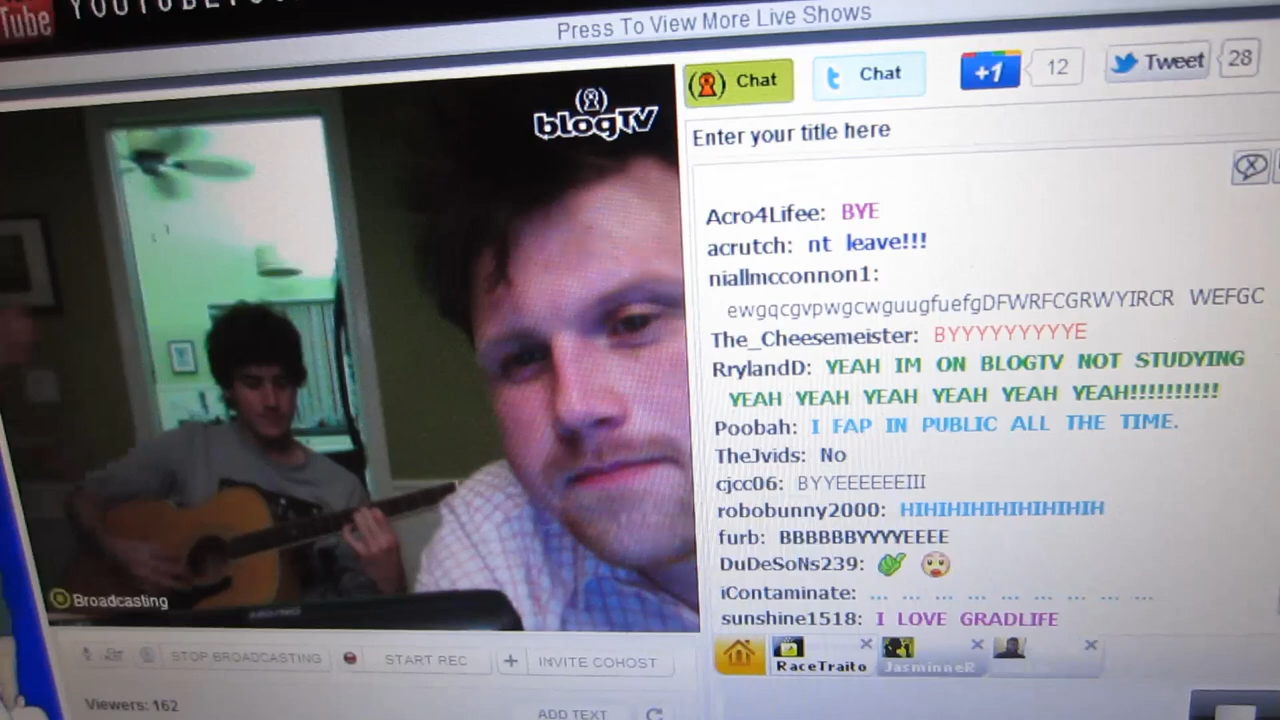 Tube
Press To View More Live Shows
blogTV
Chat
Chat
+1
12
Tweet
28
Enter your title here
Acro4Lifee: BYE
acrutch: nt leave!!!
niallmcconnon1:
ewgqcgvpwgcwguugfuefgDFWRFCGRWYIRCR WEFGC
The_Cheesemeister: BYYYYYYYYYE
RrylandD: YEAH IM ON BLOGTV NOT STUDYING
YEAH YEAH YEAH YEAH YEAH YEAH!!!!!!!!!!
Poobah: I FAP IN PUBLIC ALL THE TIME.
TheJvids: No
cjcc06: BYYEEEEEEIII
robobunny2000: HIHIHIHIHIHIHIHIH
furb: BBBBBBYYYYEEEE
DuDeSoNs239:
iContaminate: ... ... ... ... ... ... ... ... ...
sunshine1518: I LOVE GRADLIFE
RaceTraito
JasminneR
Broadcasting
STOP BROADCASTING
START REC
INVITE COHOST
Viewers: 162
ADD TEXT